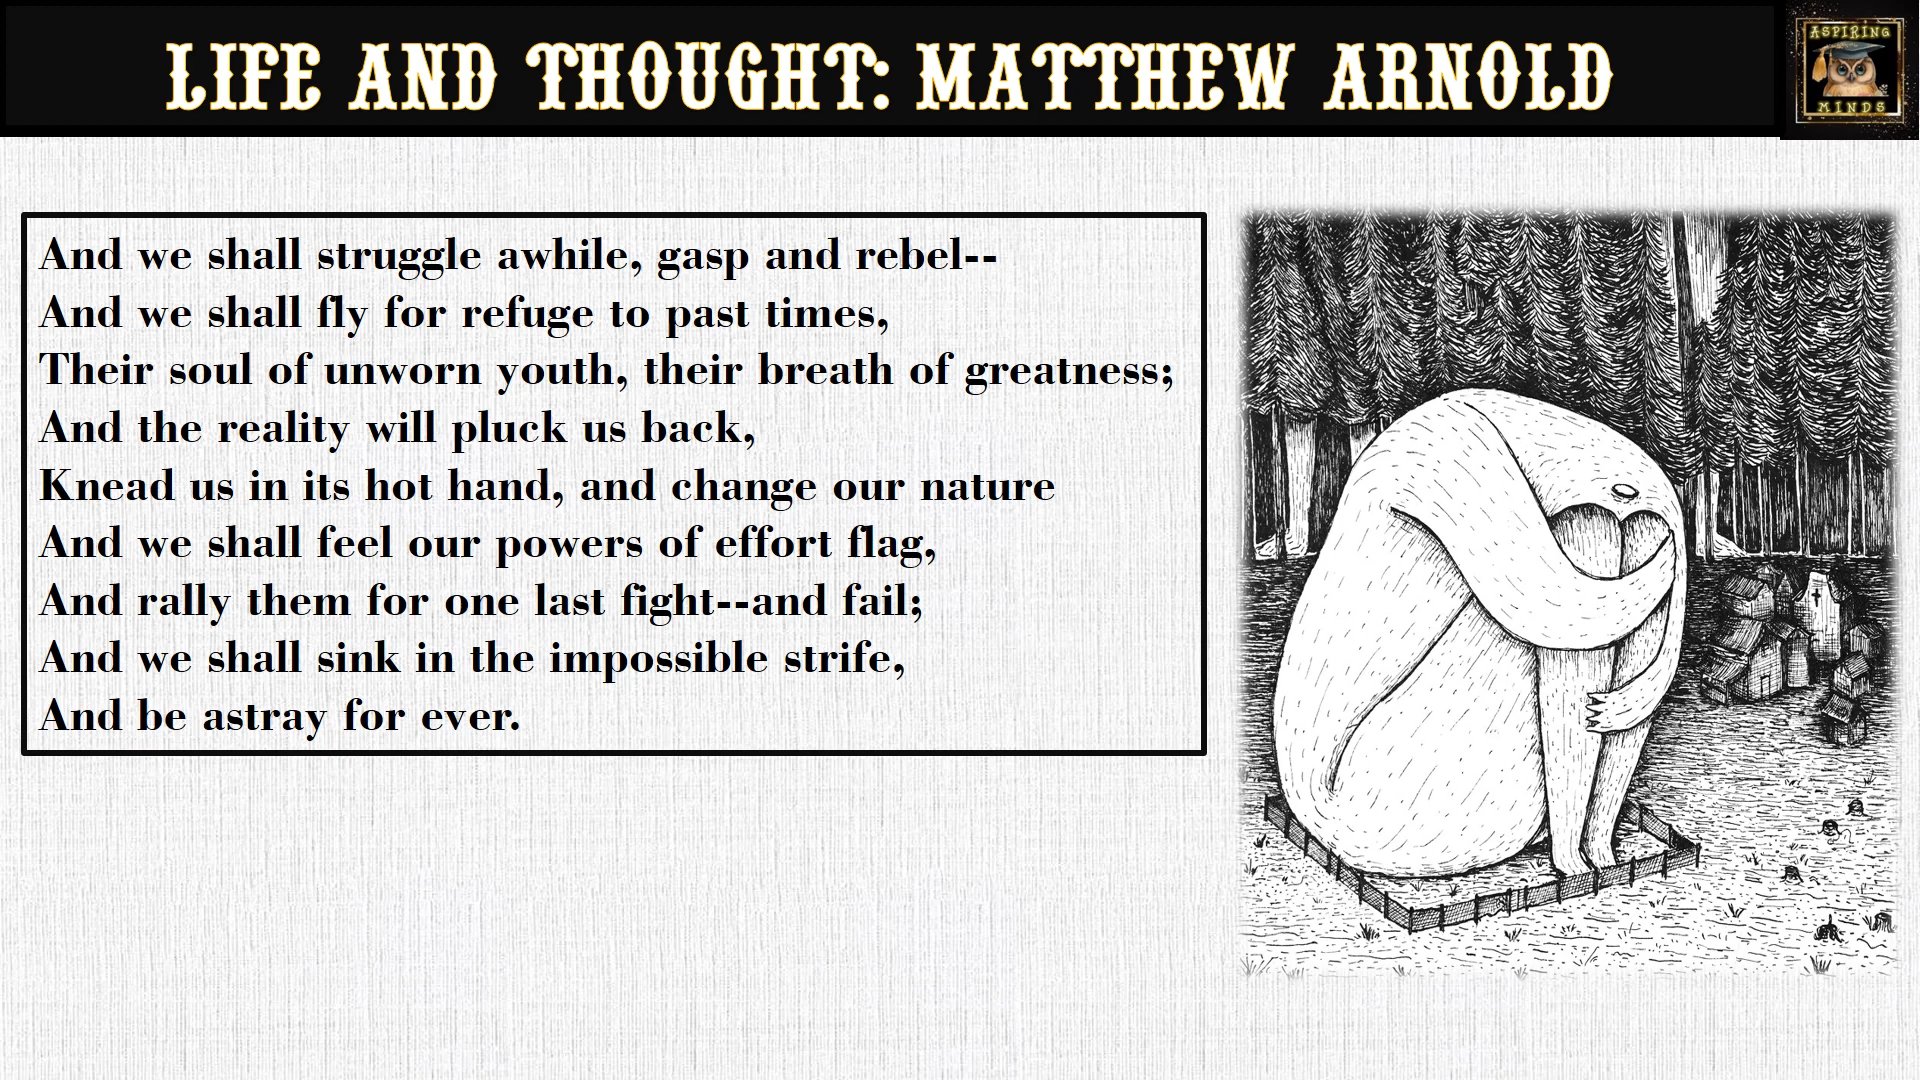 LIFE AND THOUGHT: MATTHEW ARNOLD
ASPIRING
MINDS
And we shall struggle awhile, gasp and rebel--
And we shall fly for refuge to past times,
Their soul of unworn youth, their breath of greatness;
And the reality will pluck us back,
Knead us in its hot hand, and change our nature
And we shall feel our powers of effort flag,
And rally them for one last fight--and fail;
And we shall sink in the impossible strife,
And be astray for ever.